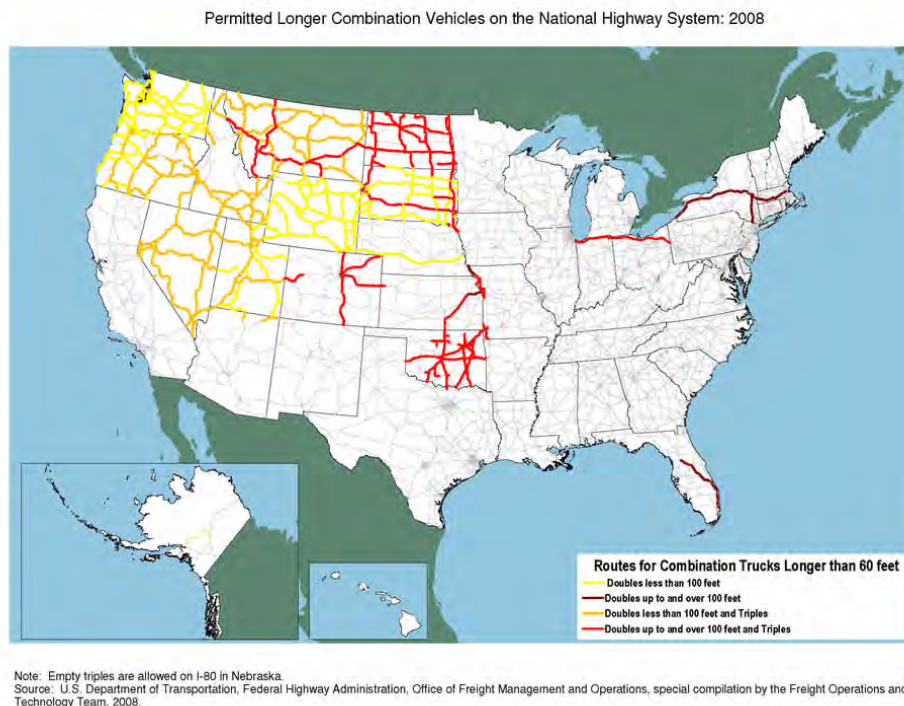 Permitted Longer Combination Vehicles on the National Highway System: 2008
Routes for Combination Trucks Longer than 60 feet
Doubles less than 100 feet
Doubles up to and over 100 feet
Doubles less than 100 feet and Triples
Doubles up to and over 100 feet and Triples
Note: Empty triples are allowed on I-80 in Nebraska.
Source: U.S. Department of Transportation, Federal Highway Administration, Office of Freight Management and Operations, special compilation by the Freight Operations and
Technology Team, 2008.